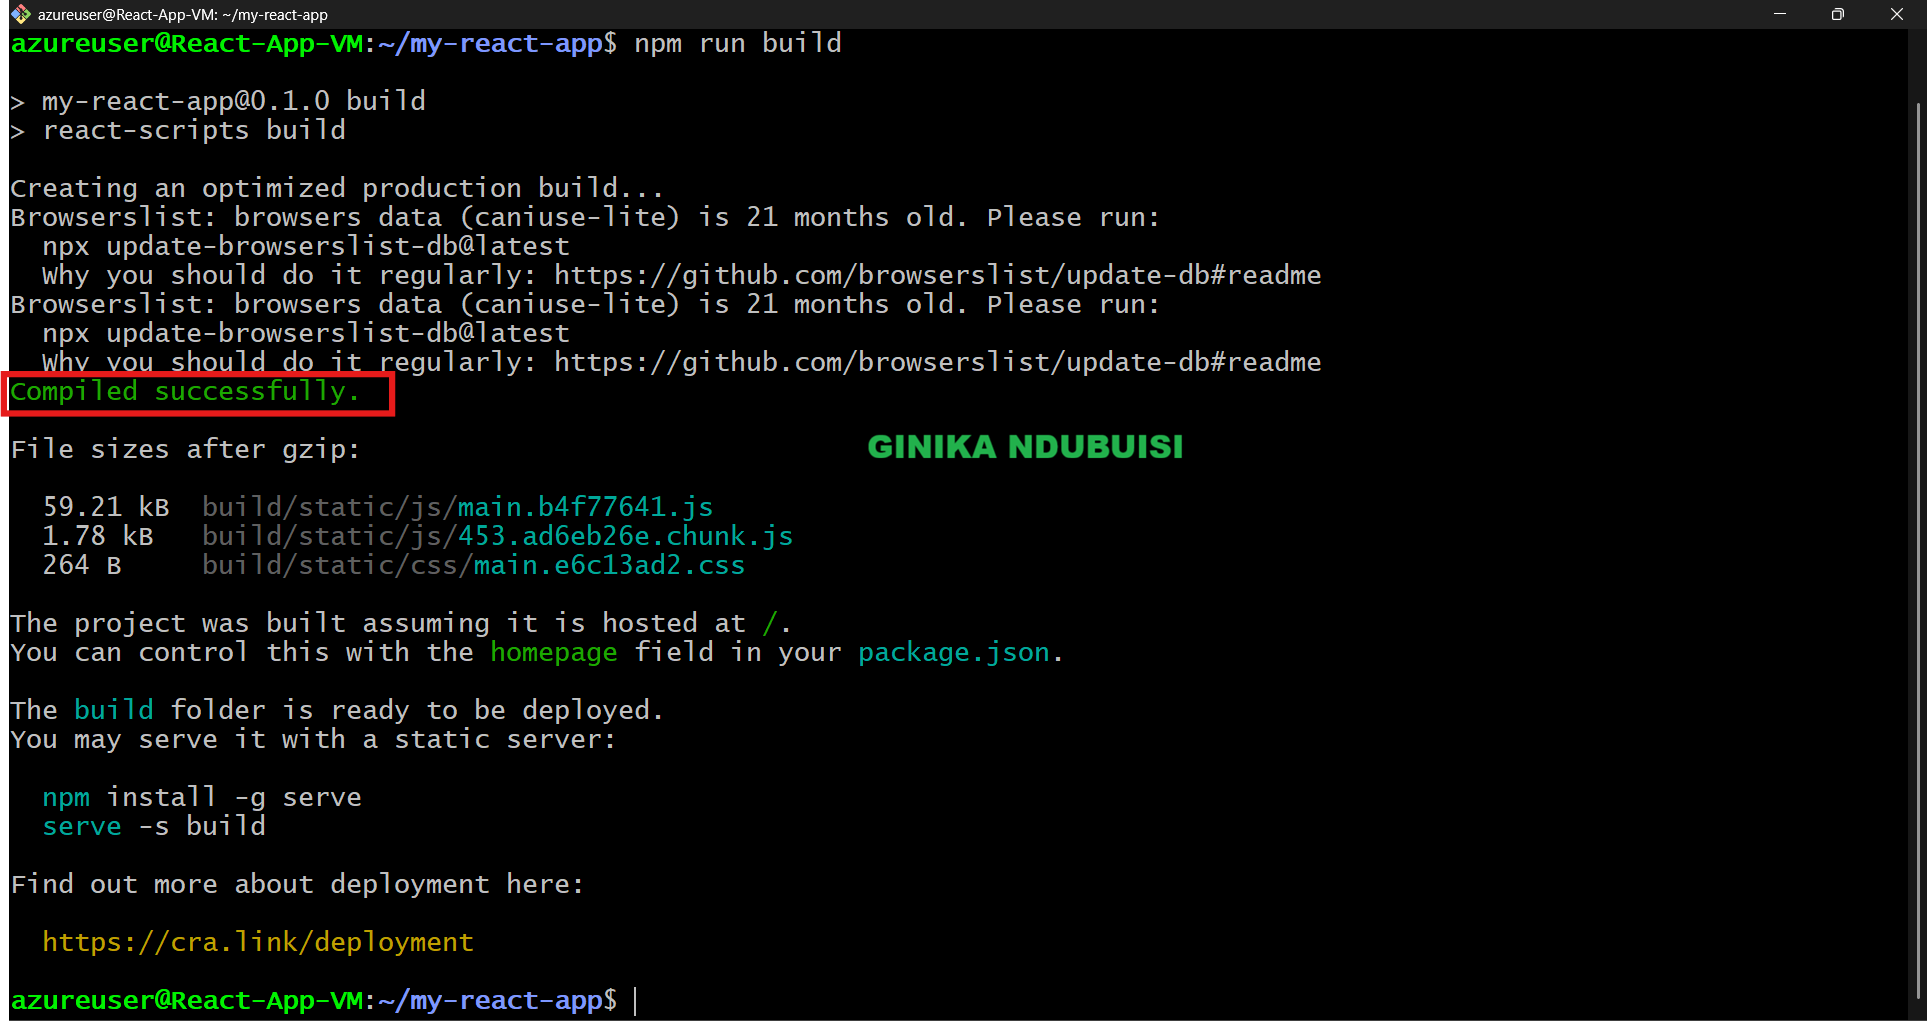 azureuser@React-App-VM: ~/my-react-app
azureuser@React-App-VM:~/my-react-app$ npm run build
> my-react-app@0.1.0 build
> react-scripts build
Creating an optimized production build...
Browserslist: browsers data (caniuse-lite) is 21 months old. Please run:
  npx update-browserslist-db@latest
  Why you should do it regularly: https://github.com/browserslist/update-db#readme
Browserslist: browsers data (caniuse-lite) is 21 months old. Please run:
  npx update-browserslist-db@latest
  Why you should do it regularly: https://github.com/browserslist/update-db#readme
Compiled successfully.
File sizes after gzip:
GINIKA NDUBUISI
  59.21 kB  build/static/js/main.b4f77641.js
  1.78 kB   build/static/js/453.ad6eb26e.chunk.js
  264 B     build/static/css/main.e6c13ad2.css
The project was built assuming it is hosted at /.
You can control this with the homepage field in your package.json.
The build folder is ready to be deployed.
You may serve it with a static server:
  npm install -g serve
  serve -s build
Find out more about deployment here:
  https://cra.link/deployment
azureuser@React-App-VM:~/my-react-app$